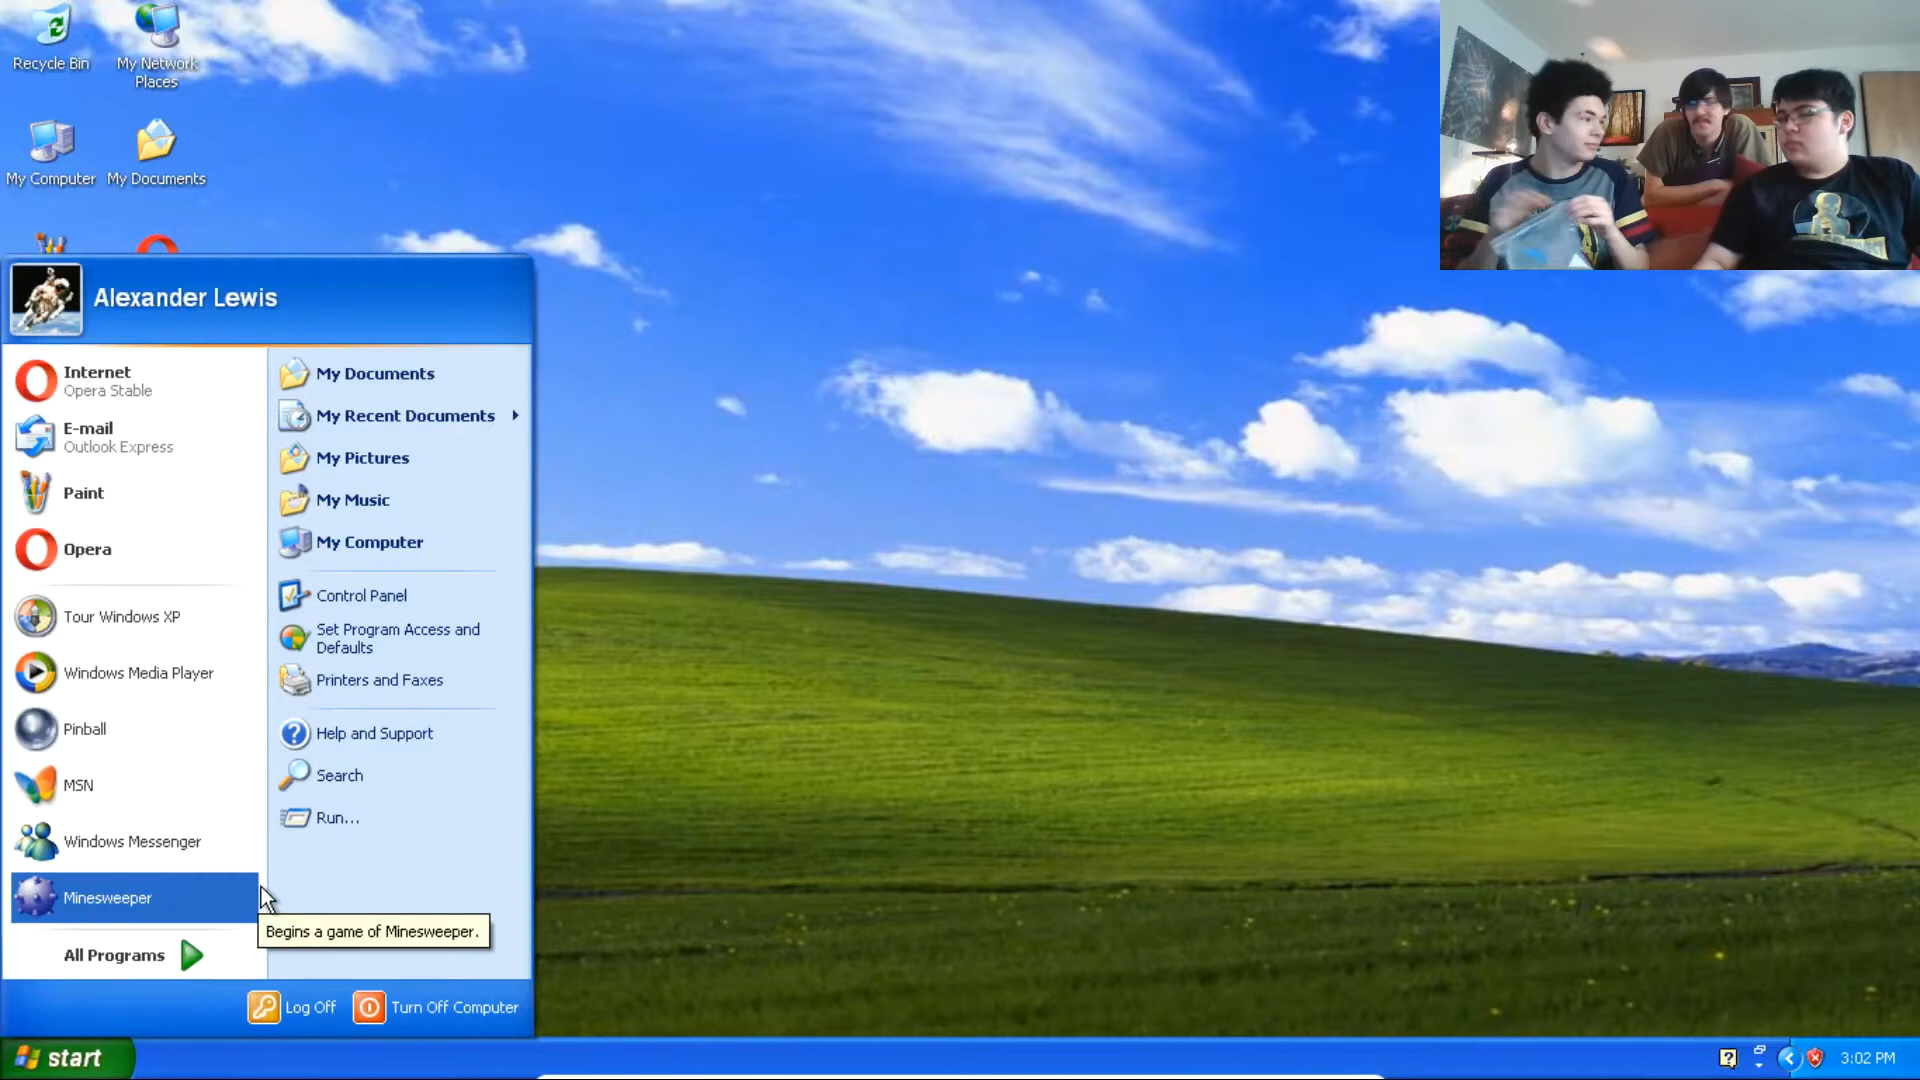 Recycle Bin
My Network
Places
My Computer
My Documents
Alexander Lewis
Internet
Opera Stable
E-mail
Outlook Express
Paint
Opera
Tour Windows XP
Windows Media Player
Pinball
MSN
Windows Messenger
Minesweeper
All Programs
My Documents
My Recent Documents
My Pictures
My Music
My Computer
Control Panel
Set Program Access and
Defaults
Printers and Faxes
Help and Support
Search
Run...
Begins a game of Minesweeper.
Log Off
Turn Off Computer
start
3:02 PM